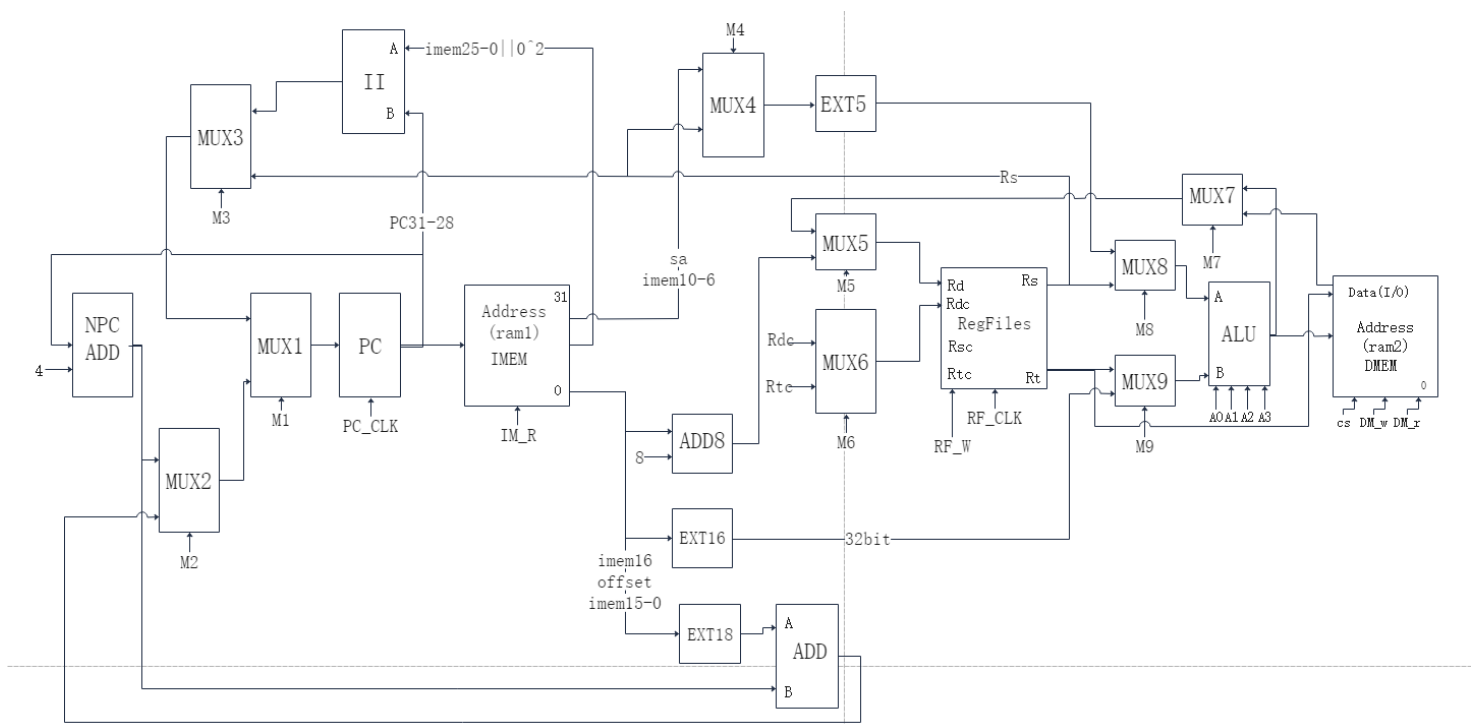 M4
A
imem25-0||0^2
II
B
MUX3
MUX4
EXT5
M3
Rs
MUX7
M7
PC31-28
sa
imem10-6
MUX5
M5
MUX8
M8
NPC
ADD
4
MUX1
M1
PC
PC_CLK
31
Address
(ram1)
IMEM
0
IM_R
Rdc
Rtc
MUX6
M6
Rd
Rdc
Rsc
Rtc
RegFiles
Rs
Rt
RF_W
RF_CLK
MUX9
M9
A
ALU
B
A0
A1
A2
A3
Data(I/O)
Address
(ram2)
DMEM
0
cs
DM_w
DM_r
MUX2
M2
ADD8
8
EXT16
32bit
imem16
offset
imem15-0
EXT18
A
ADD
B